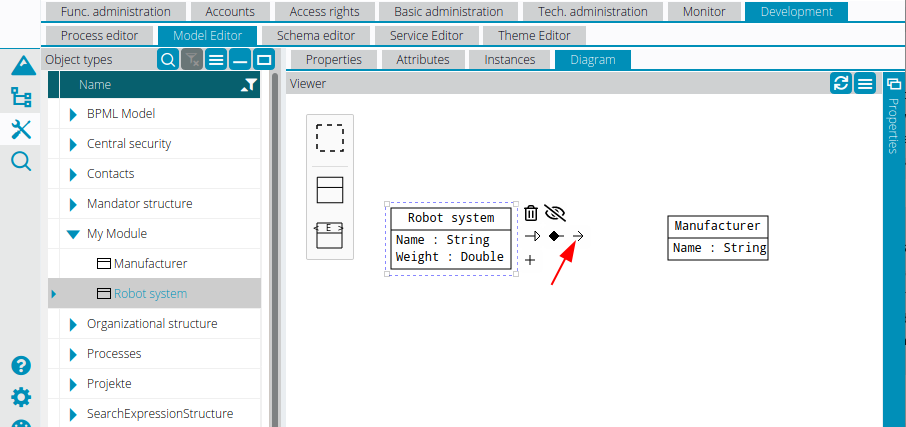 Func. administration Accounts Access rights Basic administration Tech. administration Monitor Development
Process editor Model Editor Schema editor Service Editor Theme Editor
Object types
Properties Attributes Instances Diagram
Name
Viewer
BPML Model
Central security
Contacts
Mandator structure
My Module
Manufacturer
Robot system
Organizational structure
Processes
Projekte
SearchExpressionStructure
< E >
Robot system
Name : String
Weight : Double
Manufacturer
Name : String
Properties